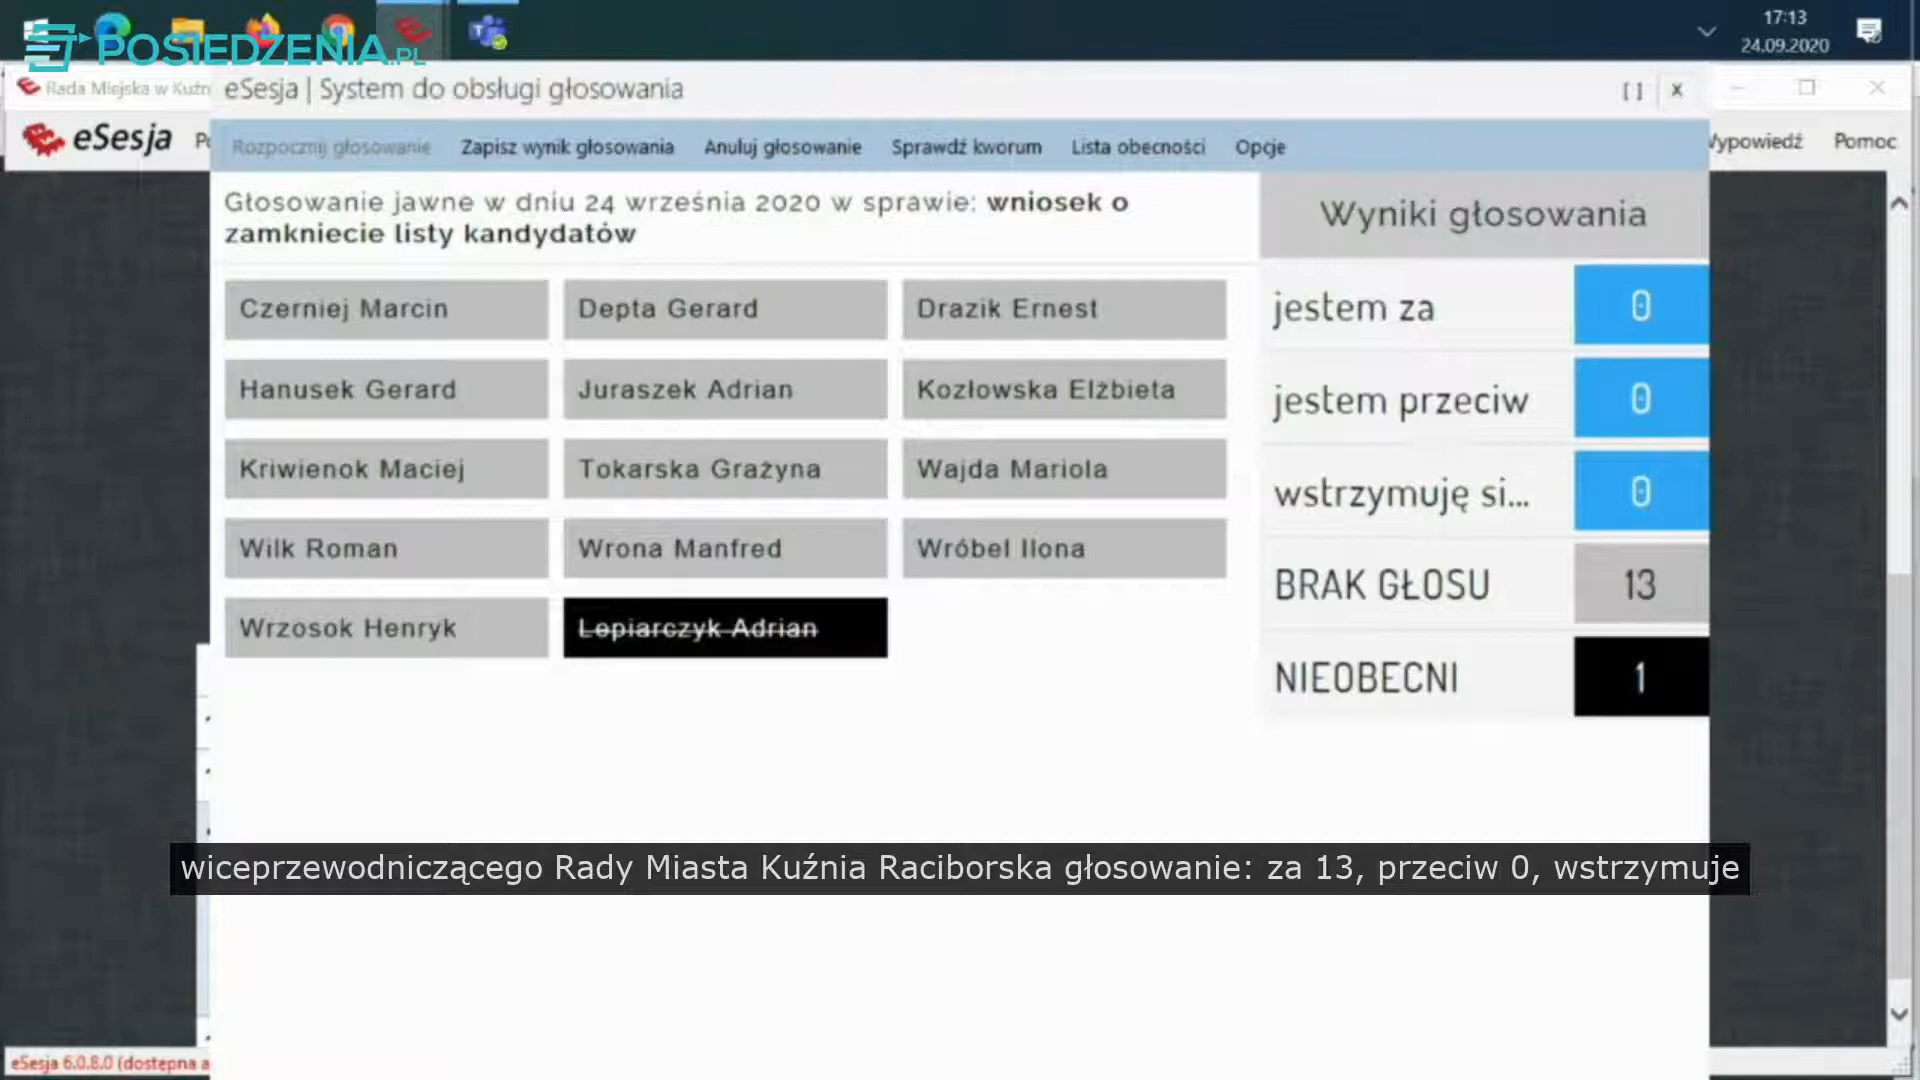 17:13
24.09.2020
POSIEDZENIA.PL
Rada Miejska w Kuźn
eSesja | System do obsługi głosowania
[ ] x
eSesja
Rozpocznij głosowanie Zapisz wynik głosowania Anuluj głosowanie Sprawdź kworum Lista obecności Opcje
Wypowiedź Pomoc
Głosowanie jawne w dniu 24 września 2020 w sprawie: wniosek o
zamkniecie listy kandydatów
Czerniej Marcin Depta Gerard Drazik Ernest
Hanusek Gerard Juraszek Adrian Kozłowska Elżbieta
Kriwienok Maciej Tokarska Grażyna Wajda Mariola
Wilk Roman Wrona Manfred Wróbel Ilona
Wrzosok Henryk Lepiarczyk Adrian
Wyniki głosowania
jestem za 0
jestem przeciw 0
wstrzymuję si... 0
BRAK GŁOSU 13
NIEOBECNI 1
wiceprzewodniczącego Rady Miasta Kuźnia Raciborska głosowanie: za 13, przeciw 0, wstrzymuje
eSesja 6.0.8.0 (dostępna a